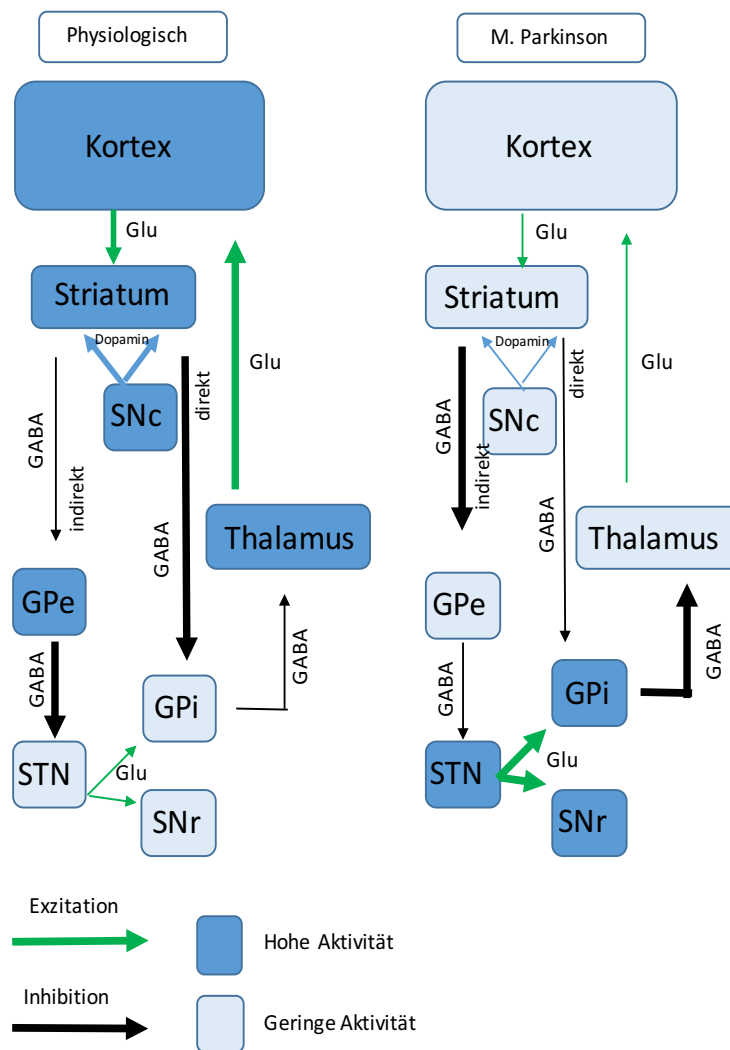 Physiologisch
Kortex
Glu
Striatum
Dopamin
SNc
direkt
Glu
GABA
indirekt
GABA
Thalamus
GPe
GABA
GABA
GPi
STN
Glu
SNr
M. Parkinson
Kortex
Glu
Striatum
Dopamin
SNc
direkt
Glu
GABA
indirekt
GABA
Thalamus
GPe
GABA
GABA
GPi
STN
Glu
SNr
Exzitation
Hohe Aktivität
Inhibition
Geringe Aktivität